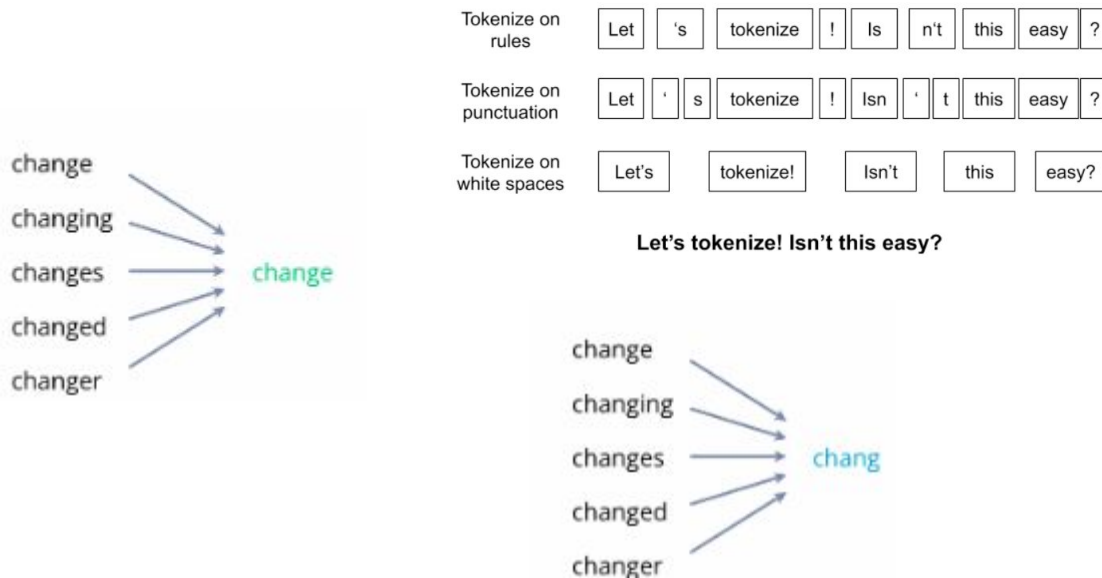 Tokenize on
rules
Let 's tokenize ! Is n't this easy ?
Tokenize on
punctuation
Let ' s tokenize ! Isn ' t this easy ?
Tokenize on
white spaces
Let's tokenize! Isn't this easy?
Let's tokenize! Isn't this easy?
change
changing
changes
changed
changer
change
change
changing
changes
changed
changer
chang